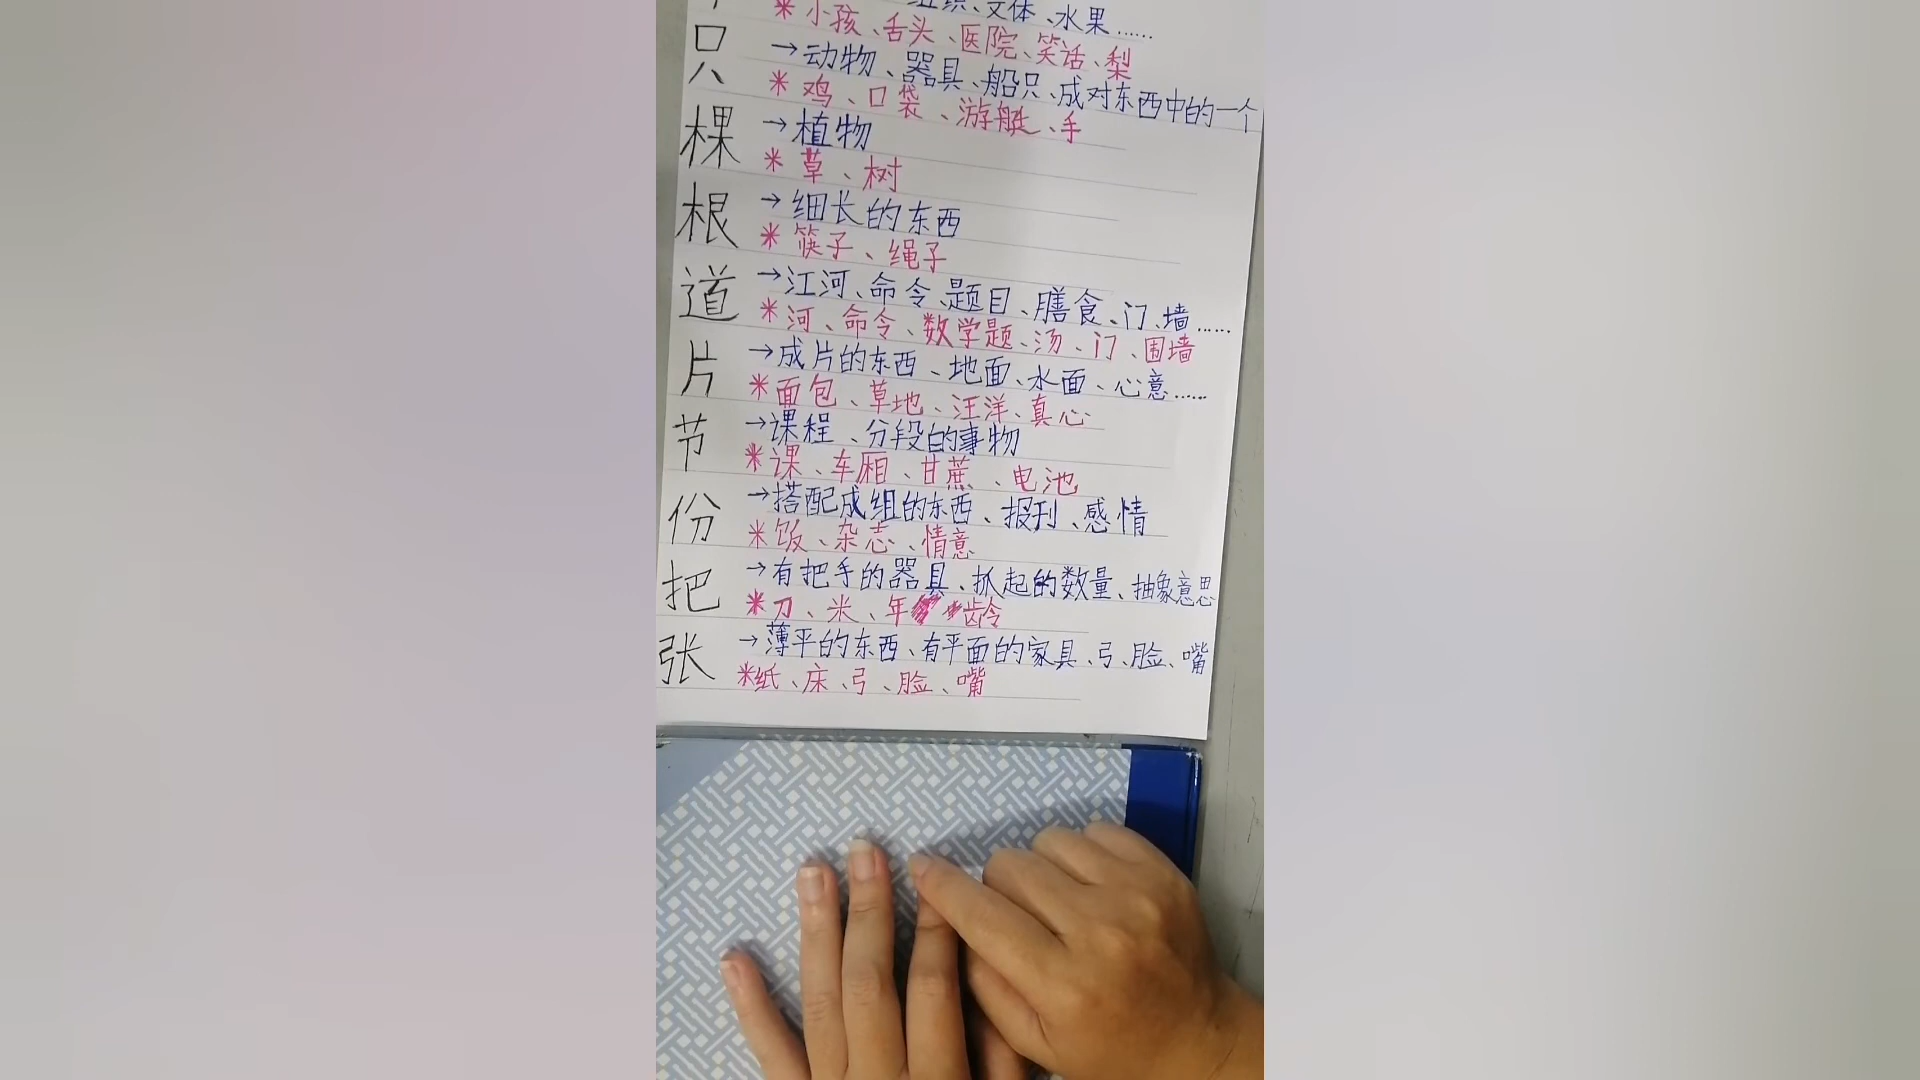 组织、文体、水果……
* 小孩、舌头、医院、笑话、梨
只 → 动物、器具、船只、成对东西中的一个
* 鸡、口袋、游艇、手
棵 → 植物
* 草、树
根 → 细长的东西
* 筷子、绳子
道 → 江河、命令、题目、膳食、门、墙……
* 河、命令、数学题、汤、门、围墙
片 → 成片的东西、地面、水面、心意……
* 面包、草地、汪洋、真心
节 → 课程、分段的事物
* 课、车厢、甘蔗、电池
份 → 搭配成组的东西、报刊、感情
* 饭、杂志、情意
把 → 有把手的器具、抓起的数量、抽象意思
* 刀、米、年龄
张 → 薄平的东西、有平面的家具、弓、脸、嘴
* 纸、床、弓、脸、嘴